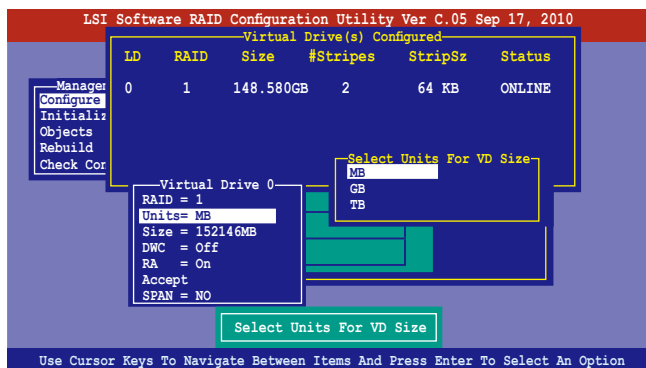 LSI Software RAID Configuration Utility Ver C.05 Sep 17, 2010
Virtual Drive(s) Configured
LD RAID Size #Stripes StripSz Status
0 1 148.580GB 2 64 KB ONLINE
Manage
Configure
Initializ
Objects
Rebuild
Check Con
Select Units For VD Size
MB
GB
TB
Virtual Drive 0
RAID = 1
Units= MB
Size = 152146MB
DWC = Off
RA = On
Accept
SPAN = NO
Select Units For VD Size
Use Cursor Keys To Navigate Between Items And Press Enter To Select An Option